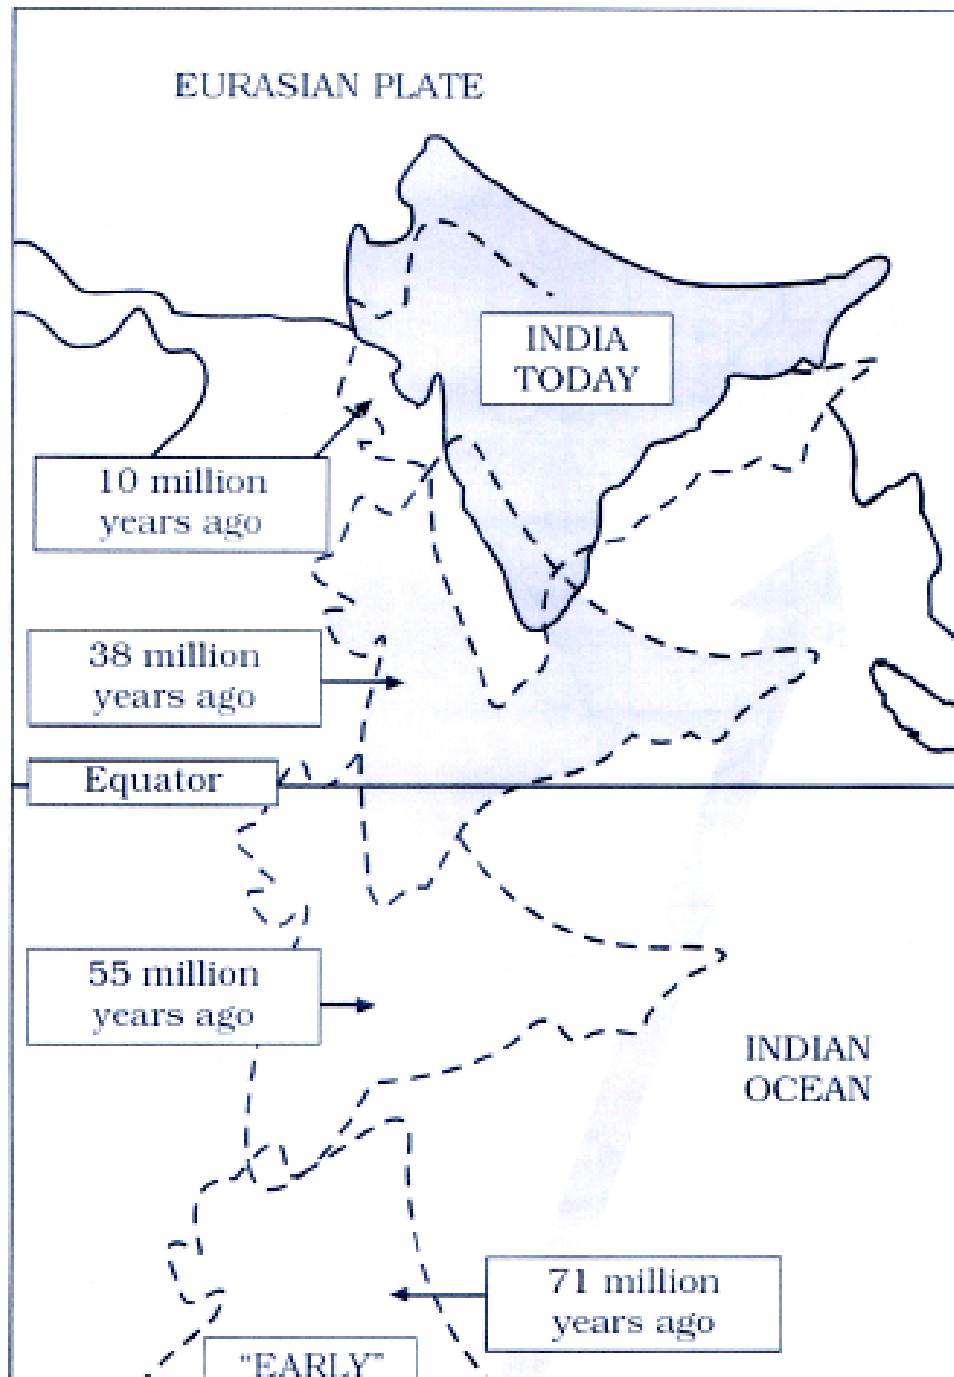 EURASIAN PLATE
INDIA
TODAY
10 million
years ago
38 million
years ago
Equator
55 million
years ago
INDIAN
OCEAN
71 million
years ago
"EARLY"